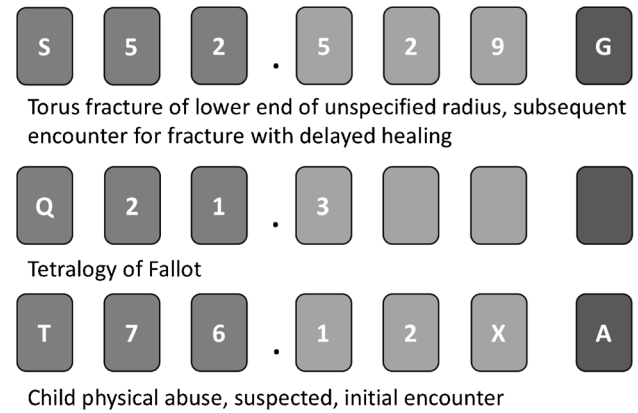 S 5 2 . 5 2 9 G
Torus fracture of lower end of unspecified radius, subsequent
encounter for fracture with delayed healing
Q 2 1 . 3
Tetralogy of Fallot
T 7 6 . 1 2 X A
Child physical abuse, suspected, initial encounter